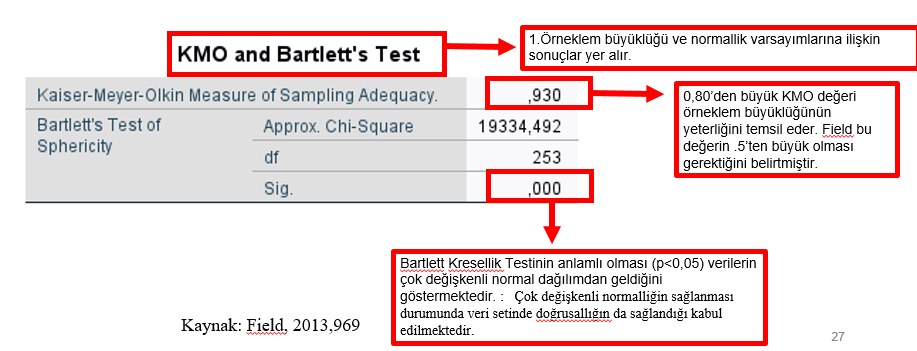 KMO and Bartlett's Test
1.Örneklem büyüklüğü ve normallik varsayımlarına ilişkin
sonuçlar yer alır.
Kaiser-Meyer-Olkin Measure of Sampling Adequacy. ,930
Bartlett's Test of
Sphericity
Approx. Chi-Square 19334,492
df 253
Sig. ,000
0,80'den büyük KMO değeri
örneklem büyüklüğünün
yeterliğini temsil eder. Field bu
değerin .5'ten büyük olması
gerektiğini belirtmiştir.
Bartlett Kresellik Testinin anlamlı olması (p<0,05) verilerin
çok değişkenli normal dağılımdan geldiğini
göstermektedir. : Çok değişkenli normalliğin sağlanması
durumunda veri setinde doğrusallığın da sağlandığı kabul
edilmektedir.
Kaynak: Field, 2013,969
27